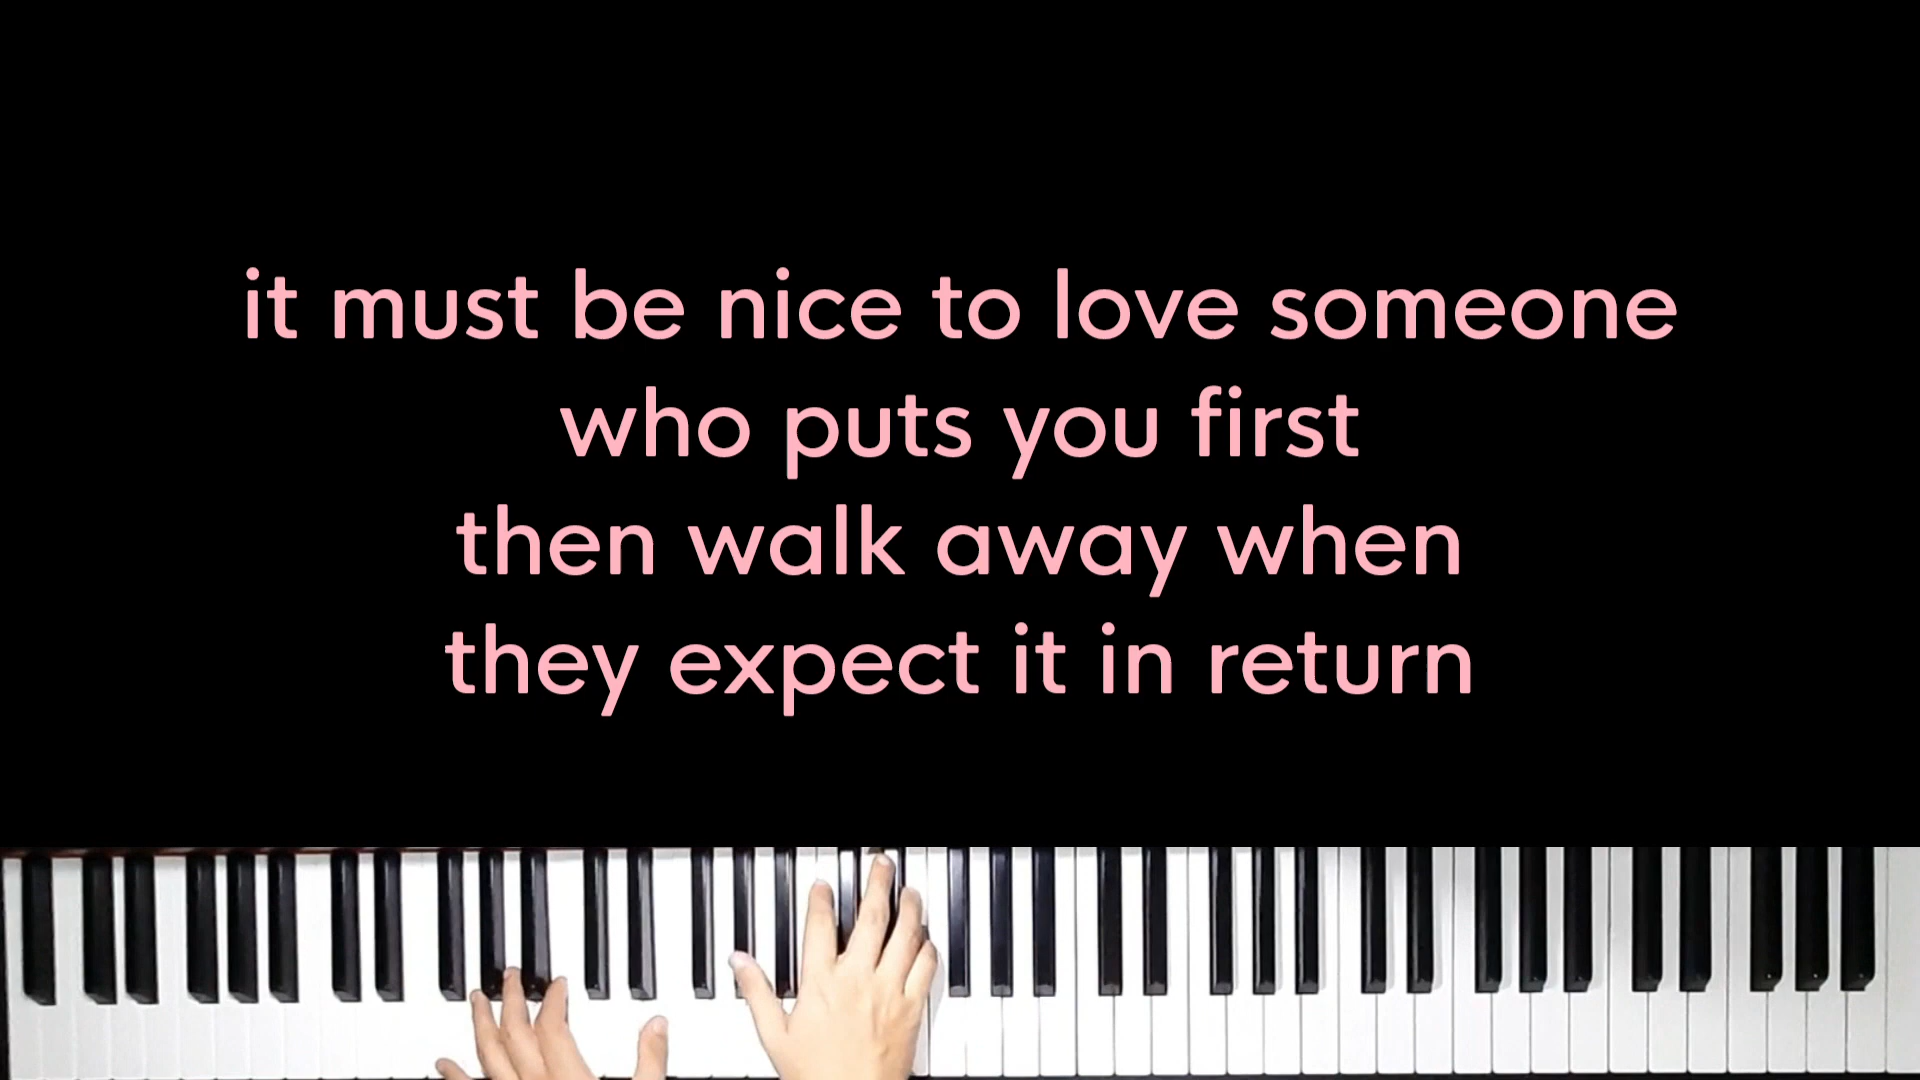 it must be nice to love someone
who puts you first
then walk away when
they expect it in return